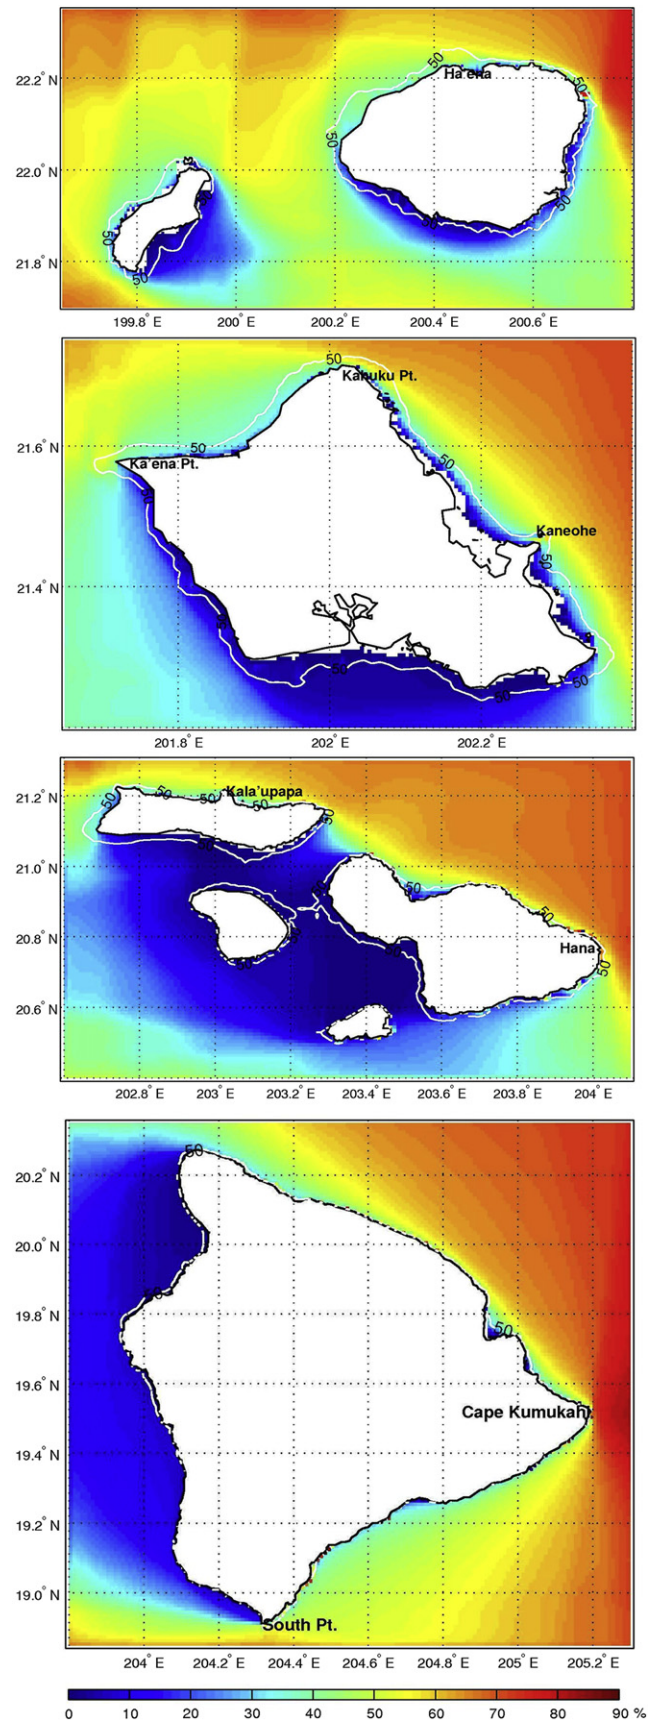 22.2° N
Ha'ena
50
50
22.0° N
50
50
50
50
21.8° N
50
199.8° E 200° E 200.2° E 200.4° E 200.6° E
50
Kahuku Pt.
21.6° N
50
50
Ka'ena Pt.
Kaneohe
50
21.4° N
50
50
50
50
201.8° E 202° E 202.2° E
21.2° N
Kala'upapa
50
50
50
50
50
21.0° N
50
50
20.8° N
Hana
50
50
20.6° N
202.8° E 203° E 203.2° E 203.4° E 203.6° E 203.8° E 204° E
50
20.2° N
20.0° N
50
19.8° N
50
19.6° N
Cape Kumukahi
19.4° N
19.2° N
19.0° N
South Pt.
204° E 204.2° E 204.4° E 204.6° E 204.8° E 205° E 205.2° E
0 10 20 30 40 50 60 70 80 90 %